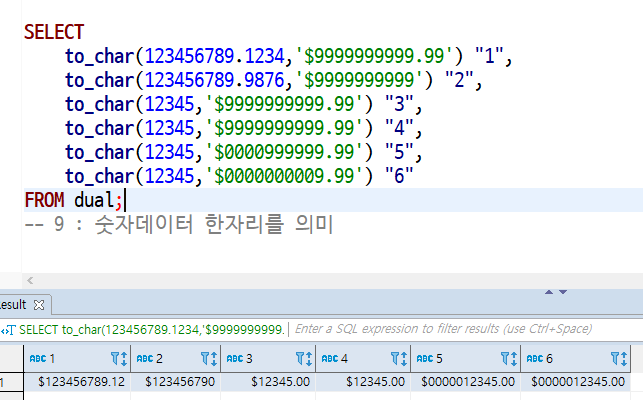 SELECT
to_char(123456789.1234,'$9999999999.99') "1",
to_char(123456789.9876,'$9999999999') "2",
to_char(12345,'$9999999999.99') "3",
to_char(12345,'$9999999999.99') "4",
to_char(12345,'$0000999999.99') "5",
to_char(12345,'$0000000009.99') "6"
FROM dual;
-- 9 : 숫자데이터 한자리를 의미
esult
SELECT to_char(123456789.1234,'$9999999999. Enter a SQL expression to filter results (use Ctrl+Space)
ABC 1 ABC 2 ABC 3 ABC 4 ABC 5 ABC 6
1 $123456789.12 $123456790 $12345.00 $12345.00 $0000012345.00 $0000012345.00